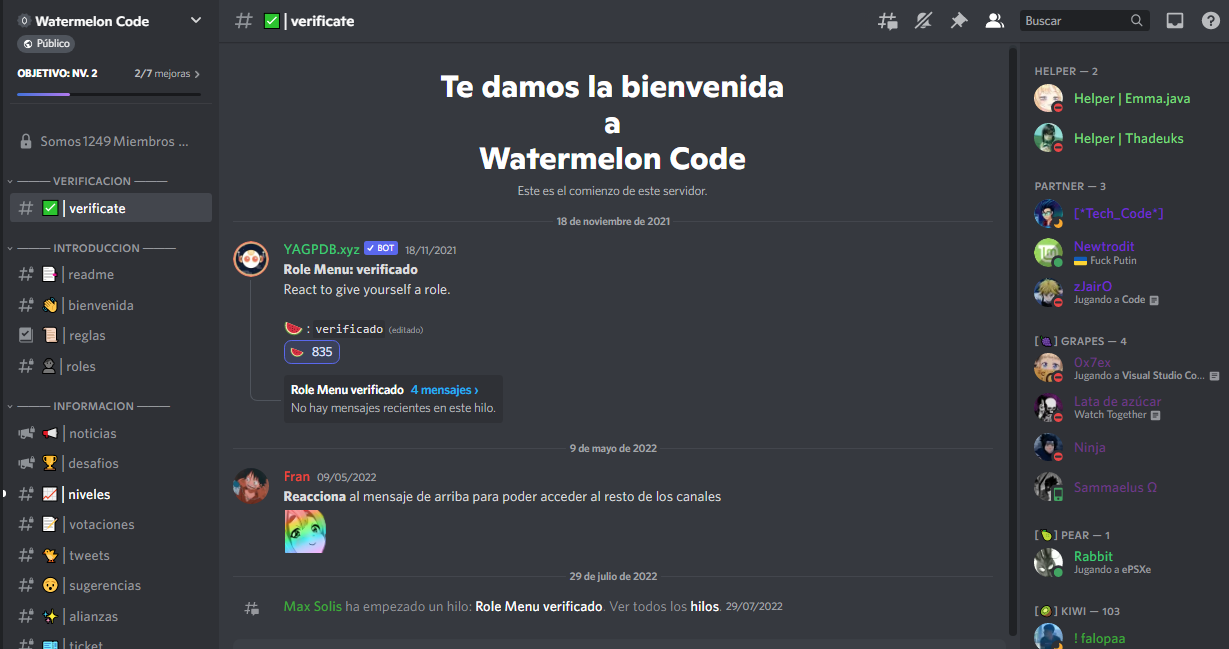 Watermelon Code
Público
OBJETIVO: NV. 2
2/7 mejoras
Somos 1249 Miembros ...
VERIFICACION
| verificate
INTRODUCCION
| readme
| bienvenida
| reglas
| roles
INFORMACION
| noticias
| desafios
| niveles
| votaciones
| tweets
| sugerencias
| alianzas
| ticket
| verificate
Buscar
Te damos la bienvenida
a
Watermelon Code
Este es el comienzo de este servidor.
18 de noviembre de 2021
YAGPDB.xyz BOT 18/11/2021
Role Menu: verificado
React to give yourself a role.
: verificado (editado)
835
Role Menu verificado 4 mensajes ›
No hay mensajes recientes en este hilo.
9 de mayo de 2022
Fran 09/05/2022
Reacciona al mensaje de arriba para poder acceder al resto de los canales
29 de julio de 2022
Max Solis ha empezado un hilo: Role Menu verificado. Ver todos los hilos. 29/07/2022
HELPER — 2
Helper | Emma.java
Helper | Thadeuks
PARTNER — 3
[*Tech_Code*]
Newtrodit
Fuck Putin
zJairO
Jugando a Code
[🍇] GRAPES — 4
0x7ex
Jugando a Visual Studio Co...
Lata de azúcar
Watch Together
Ninja
Sammaelus Ω
[🍐] PEAR — 1
Rabbit
Jugando a ePSXe
[🥝] KIWI — 103
! falopaa